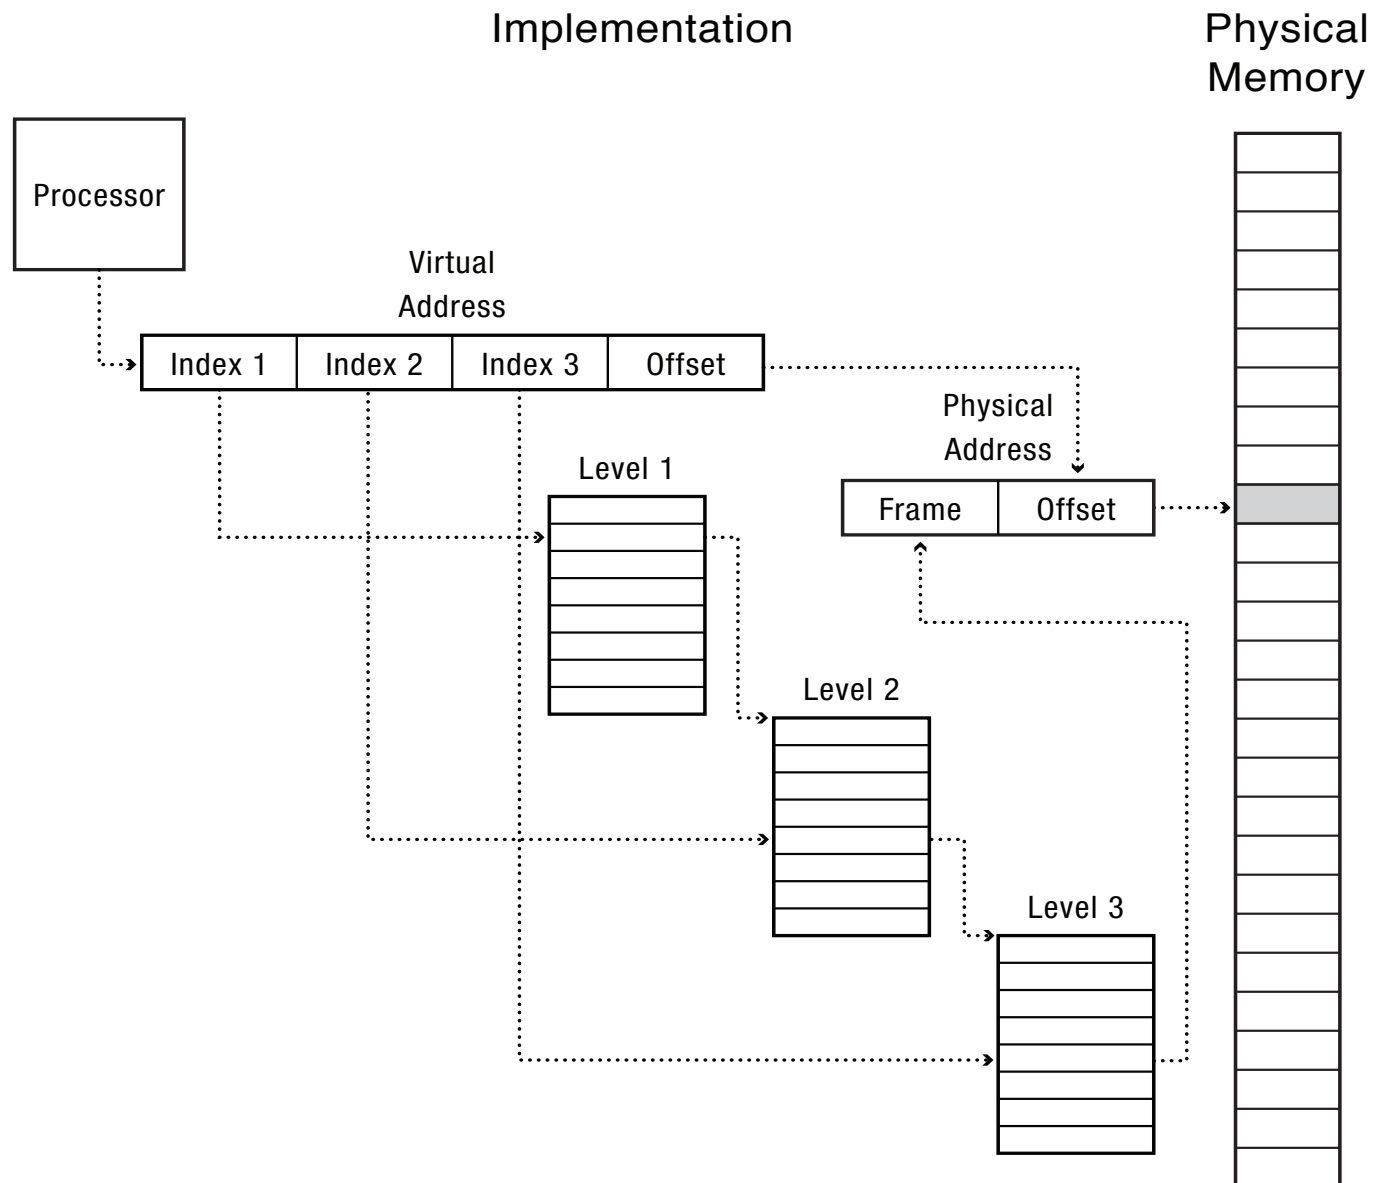 Implementation
Physical
Memory
Processor
Virtual
Address
Index 1
Index 2
Index 3
Offset
Physical
Address
Level 1
Frame
Offset
Level 2
Level 3